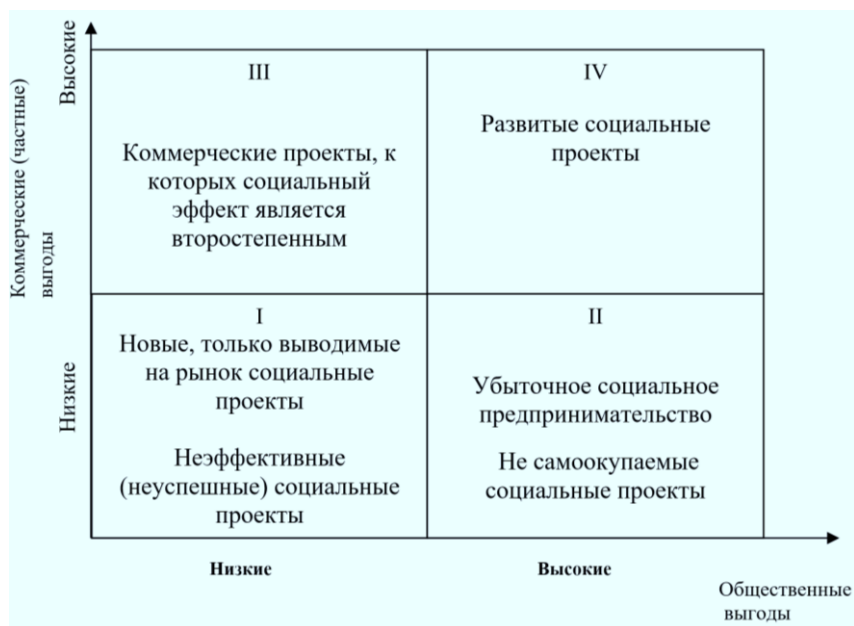 Высокие
Коммерческие (частные)
выгоды
Низкие
III
Коммерческие проекты, к
которых социальный
эффект является
второстепенным
IV
Развитые социальные
проекты
I
Новые, только выводимые
на рынок социальные
проекты
Неэффективные
(неуспешные) социальные
проекты
II
Убыточное социальное
предпринимательство
Не самоокупаемые
социальные проекты
Низкие
Высокие
Общественные
выгоды